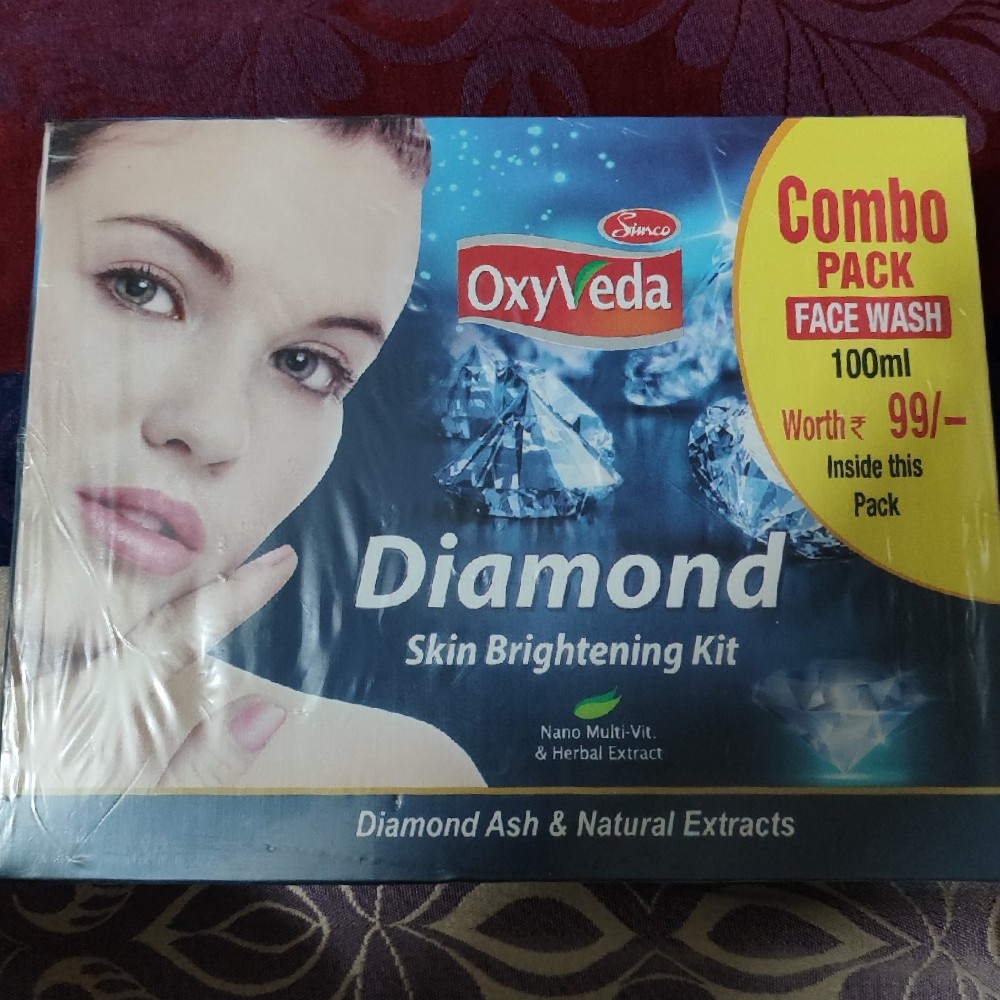 Simco
OxyVeda
Combo
PACK
FACE WASH
100ml
Worth ₹ 99/-
Inside this
Pack
Diamond
Skin Brightening Kit
Nano Multi-Vit.
& Herbal Extract
Diamond Ash & Natural Extracts